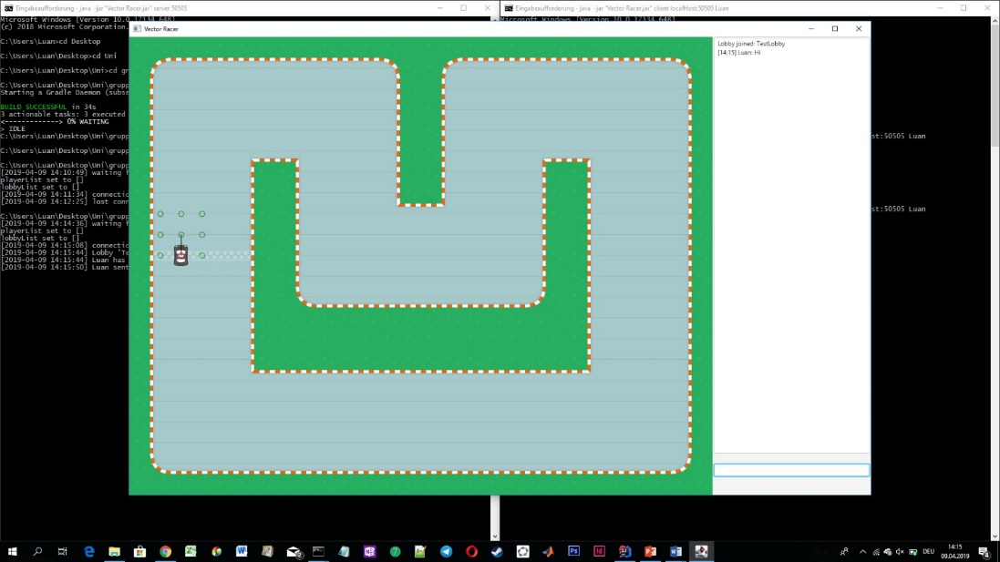 Eingabeaufforderung - java -jar "Vector Racer.jar" server 50505
Microsoft Windows [Version 10.0.17134.648]
(c) 2018 Microsoft Corporation.
C:\Users\Luan>cd Desktop
C:\Users\Luan\Desktop>cd Uni
C:\Users\Luan\Desktop\Uni>cd gr
C:\Users\Luan\Desktop\Uni\grupp
Starting a Gradle Daemon (subse
BUILD SUCCESSFUL in 34s
3 actionable tasks: 3 executed
<-------------> 0% WAITING
> IDLE
C:\Users\Luan\Desktop\Uni\grupp
C:\Users\Luan\Desktop\Uni\grupp
C:\Users\Luan\Desktop\Uni\grupp
[2019-04-09 14:10:49] waiting f
playerList set to []
lobbyList set to []
[2019-04-09 14:11:34] connectio
[2019-04-09 14:12:25] lost conn
C:\Users\Luan\Desktop\Uni\grupp
[2019-04-09 14:14:36] waiting f
playerList set to []
lobbyList set to []
[2019-04-09 14:15:08] connectio
[2019-04-09 14:15:44] Lobby 'Te
[2019-04-09 14:15:44] Luan has
[2019-04-09 14:15:50] Luan sent
Eingabeaufforderung - java -jar "Vector Racer.jar" client localHost:50505 Luan
st:50505 Luan
st:50505 Luan
Vector Racer
Lobby joined: TestLobby
[14:15] Luan: Hi
DEU
14:15
09.04.2019